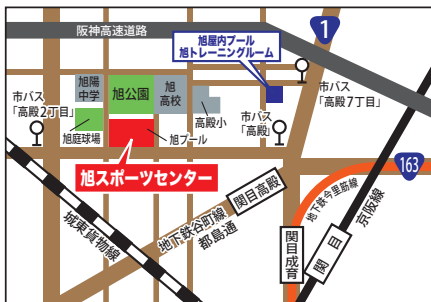 阪神高速道路
1
旭屋内プール
旭トレーニングルーム
旭陽
中学
旭公園
旭
高校
市バス
「高殿2丁目」
高殿小
市バス
「高殿」
市バス
「高殿7丁目」
旭庭球場
旭プール
旭スポーツセンター
163
関目高殿
地下鉄谷町線
都島通
城東貨物線
地下鉄今里筋線
関目成育
関目
京阪線